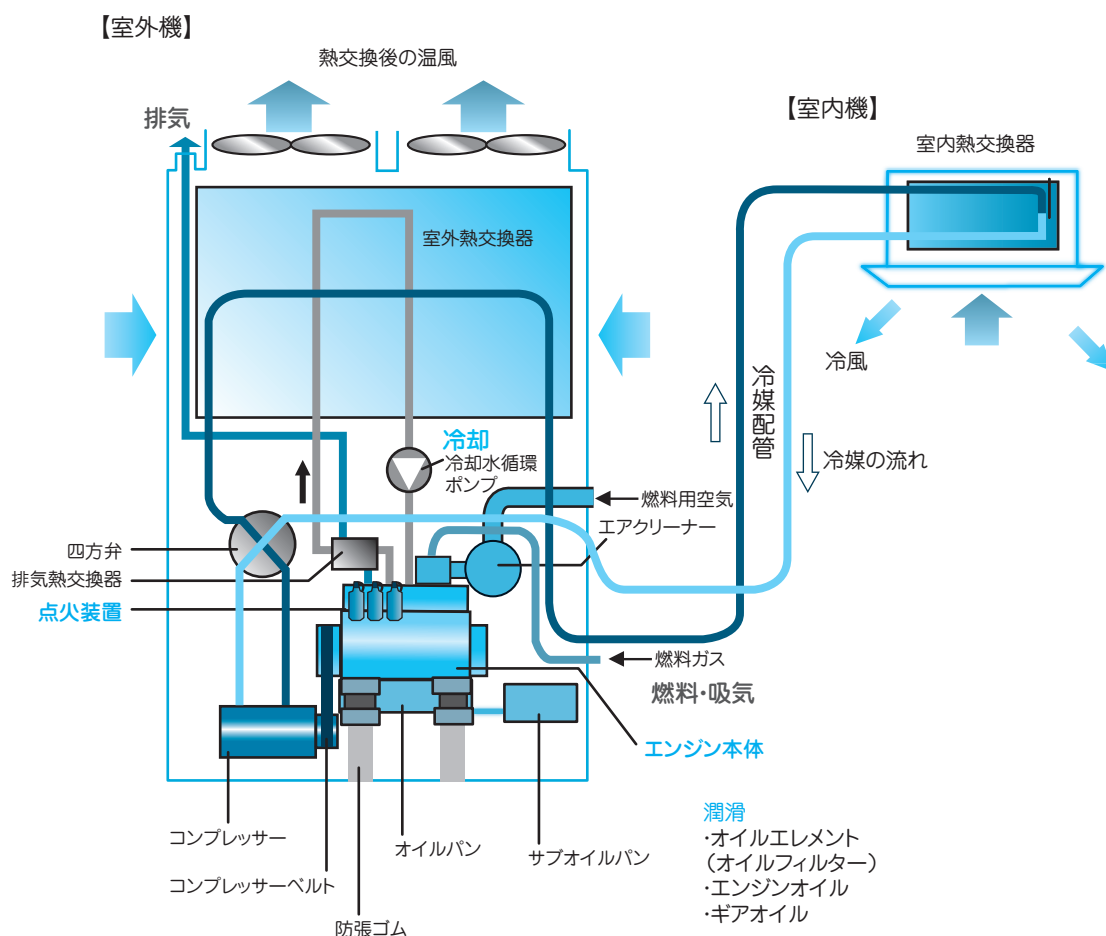 【室外機】
熱交換後の温風
排気
【室内機】
室内熱交換器
室外熱交換器
冷風
冷媒配管
冷媒の流れ
冷却
冷却水循環
ポンプ
燃料用空気
エアクリーナー
四方弁
排気熱交換器
点火装置
燃料ガス
燃料・吸気
エンジン本体
コンプレッサー
オイルパン
サブオイルパン
コンプレッサーベルト
防張ゴム
潤滑
・オイルエレメント
（オイルフィルター）
・エンジンオイル
・ギアオイル